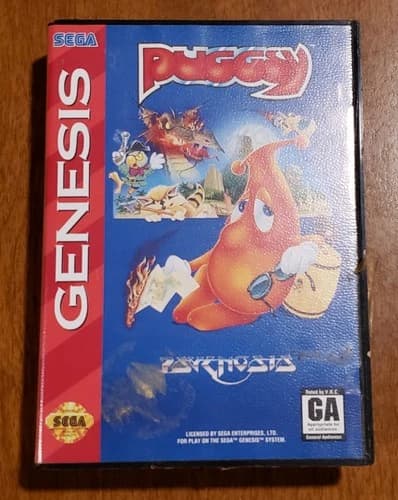 SEGA
PUGGSY
GENESIS
PSYGNOSIS
SEGA
LICENSED BY SEGA ENTERPRISES, LTD.
FOR PLAY ON THE SEGA™ GENESIS™ SYSTEM.
Rated by V.R.C.
GA
Appropriate for
all audiences
General Audiences